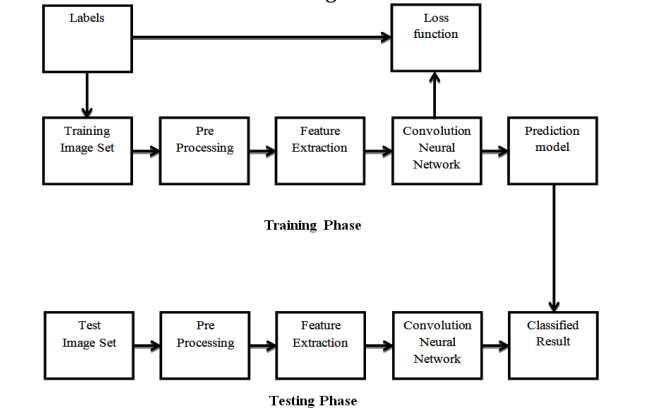 Labels
Loss
function
Training
Image Set
Pre
Processing
Feature
Extraction
Convolution
Neural
Network
Prediction
model
Training Phase
Test
Image Set
Pre
Processing
Feature
Extraction
Convolution
Neural
Network
Classified
Result
Testing Phase